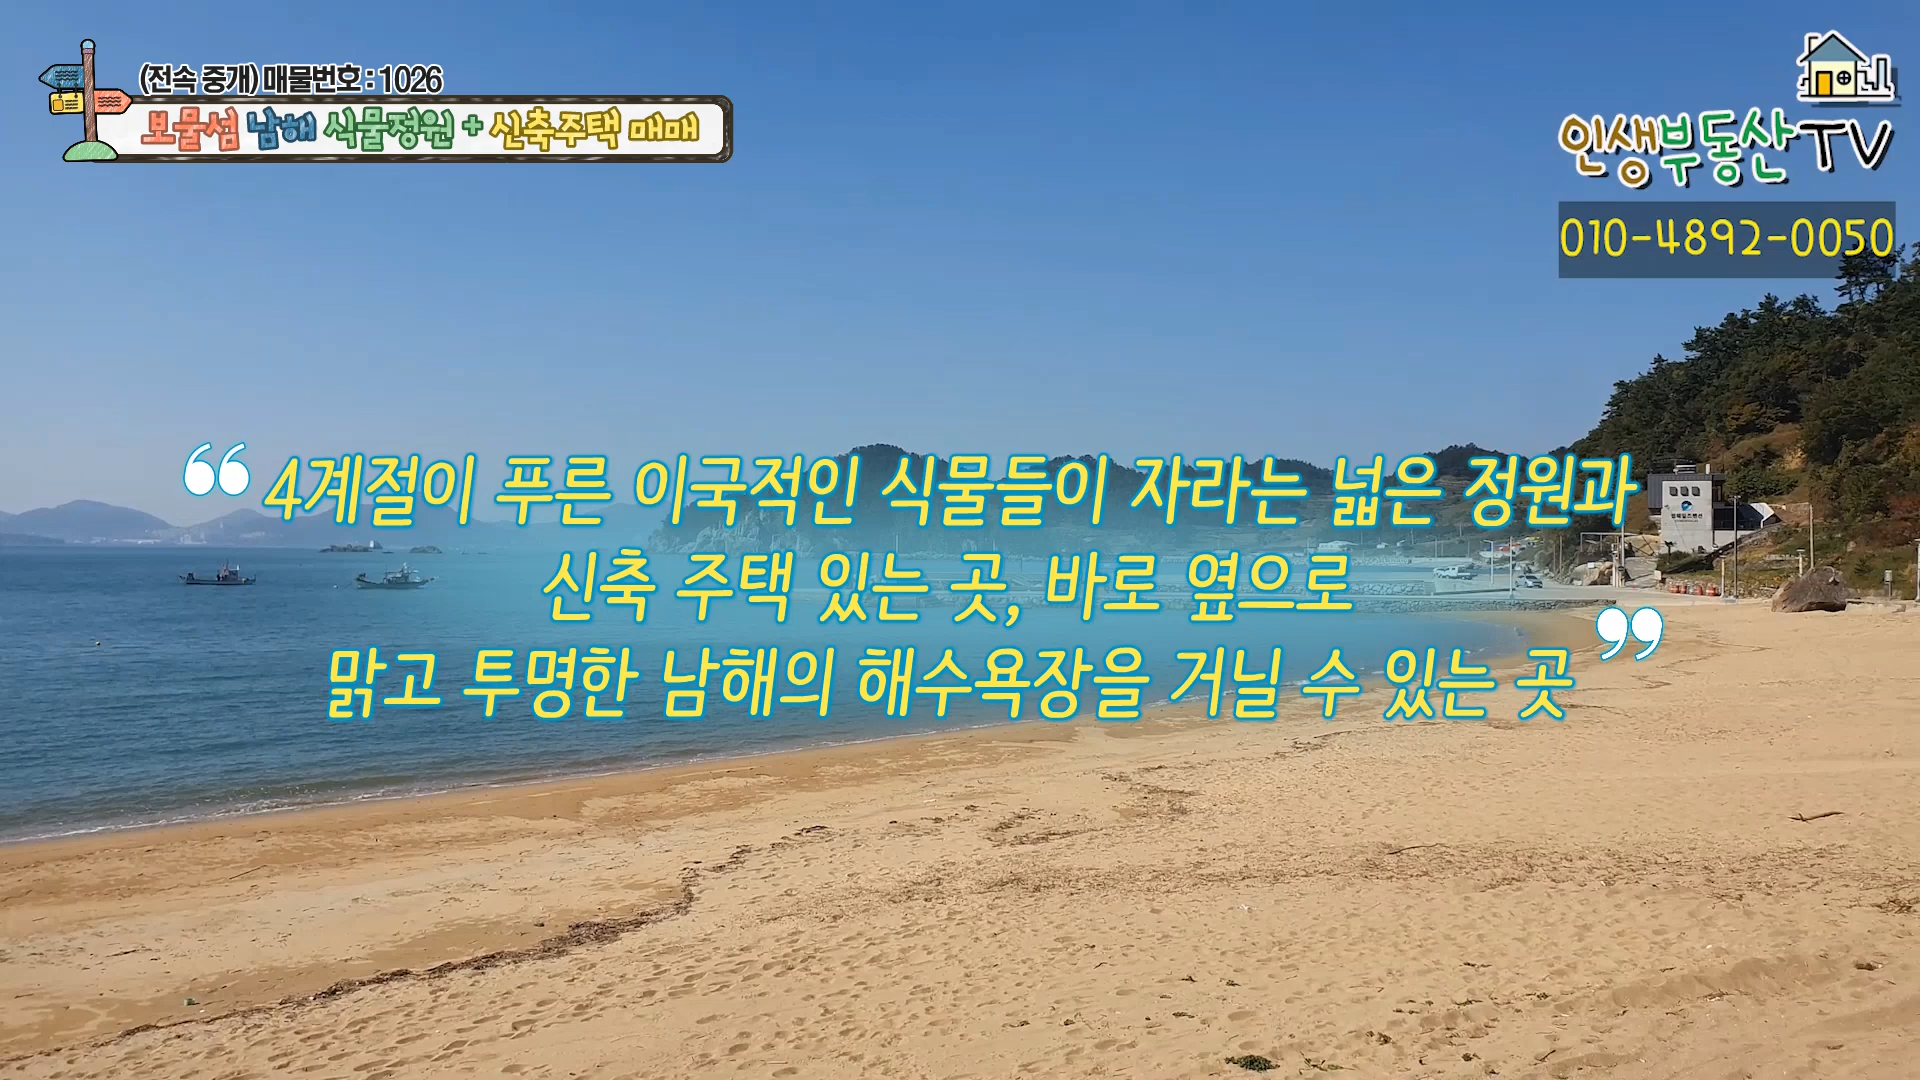 (전속 중개) 매물번호 : 1026
보물섬 남해 식물정원 + 신축주택 매매
인생부동산TV
010-4892-0050
“ 4계절이 푸른 이국적인 식물들이 자라는 넓은 정원과
신축 주택 있는 곳, 바로 옆으로
맑고 투명한 남해의 해수욕장을 거닐 수 있는 곳 ”